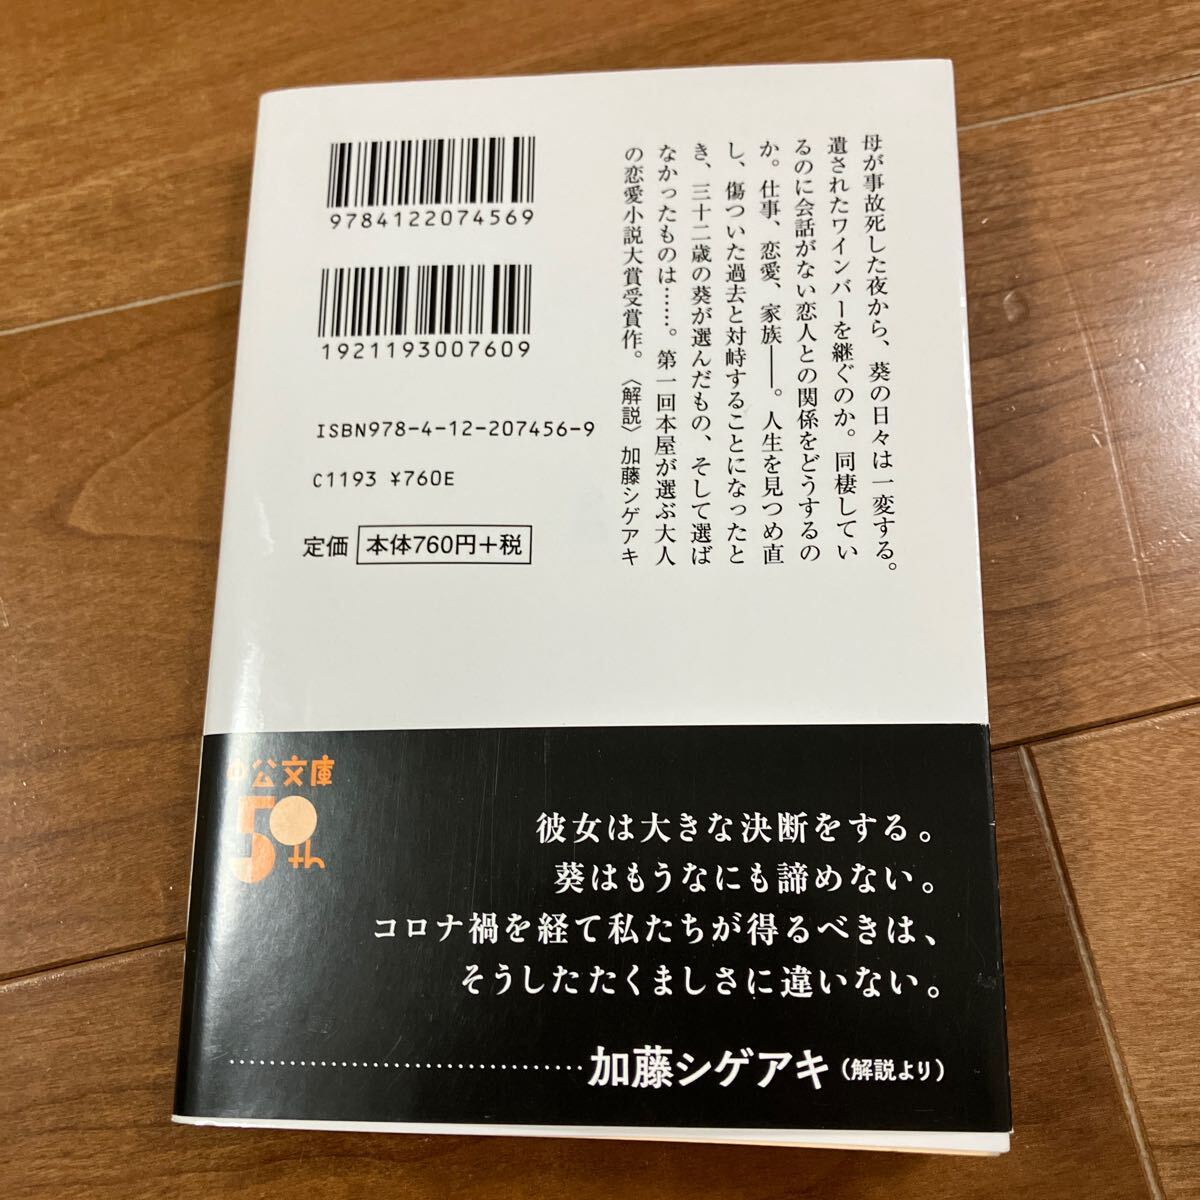 母が事故死した夜から、葵の日々は一変する。
遺されたワインバーを継ぐのか。同棲してい
るのに会話がない恋人との関係をどうするの
か。仕事、恋愛、家族――。人生を見つめ直
し、傷ついた過去と対峙することになったと
き、三十二歳の葵が選んだもの、そして選ば
なかったものは……。第一回本屋が選ぶ大人
の恋愛小説大賞受賞作。〈解説〉加藤シゲアキ
9784122074569
1921193007609
ISBN978-4-12-207456-9
C1193 ¥760E
定価 本体760円+税
中公文庫
50th
彼女は大きな決断をする。
葵はもうなにも諦めない。
コロナ禍を経て私たちが得るべきは、
そうしたたくましさに違いない。
加藤シゲアキ(解説より)